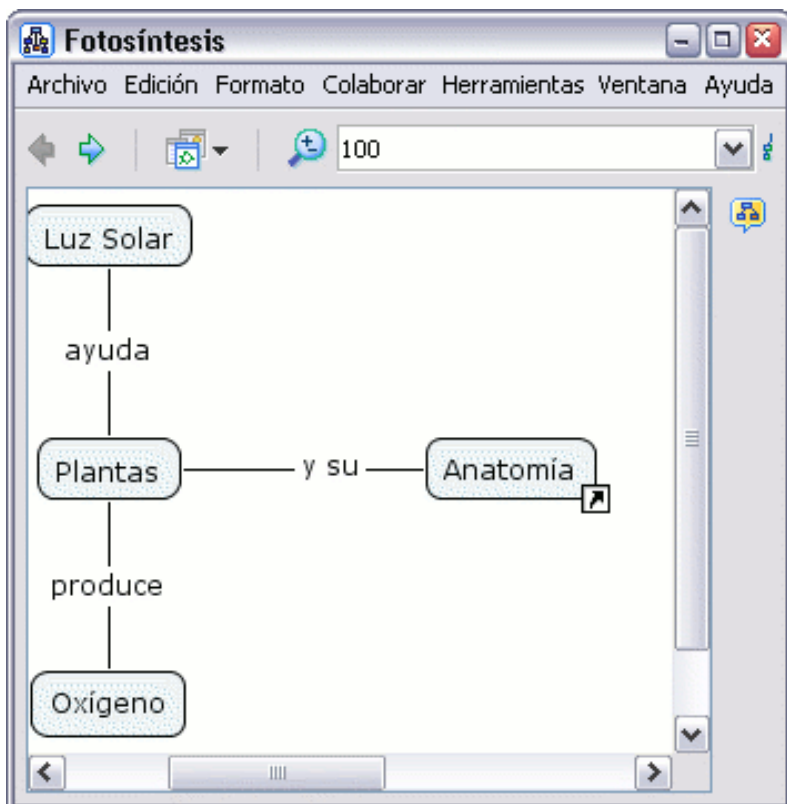 Fotosíntesis
Archivo Edición Formato Colaborar Herramientas Ventana Ayuda
100
Luz Solar
ayuda
Plantas y su Anatomía
produce
Oxígeno